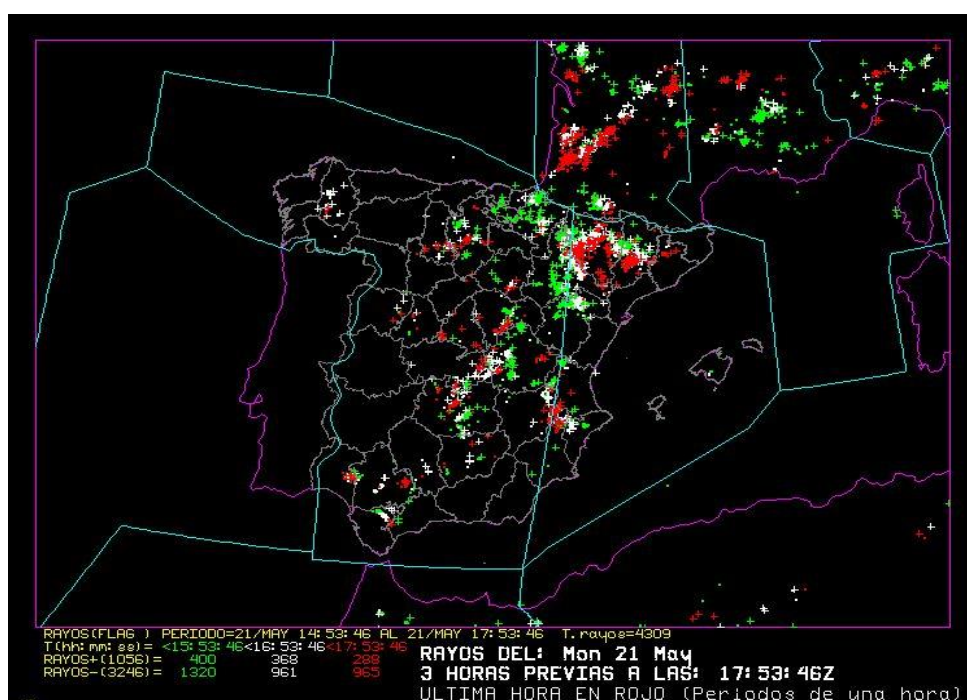 RAYOS(FLAG ) PERIODO=21/MAY 14:53:46 AL 21/MAY 17:53:46 T.rayos=4309
T(hh:mm:ss)= <15:53:46<16:53:46<17:53:46
RAYOS+(1056)= 400 368 288
RAYOS-(3246)= 1320 961 965
RAYOS DEL: Mon 21 May
3 HORAS PREVIAS A LAS: 17:53:46Z
ULTIMA HORA EN ROJO (Periodos de una hora)